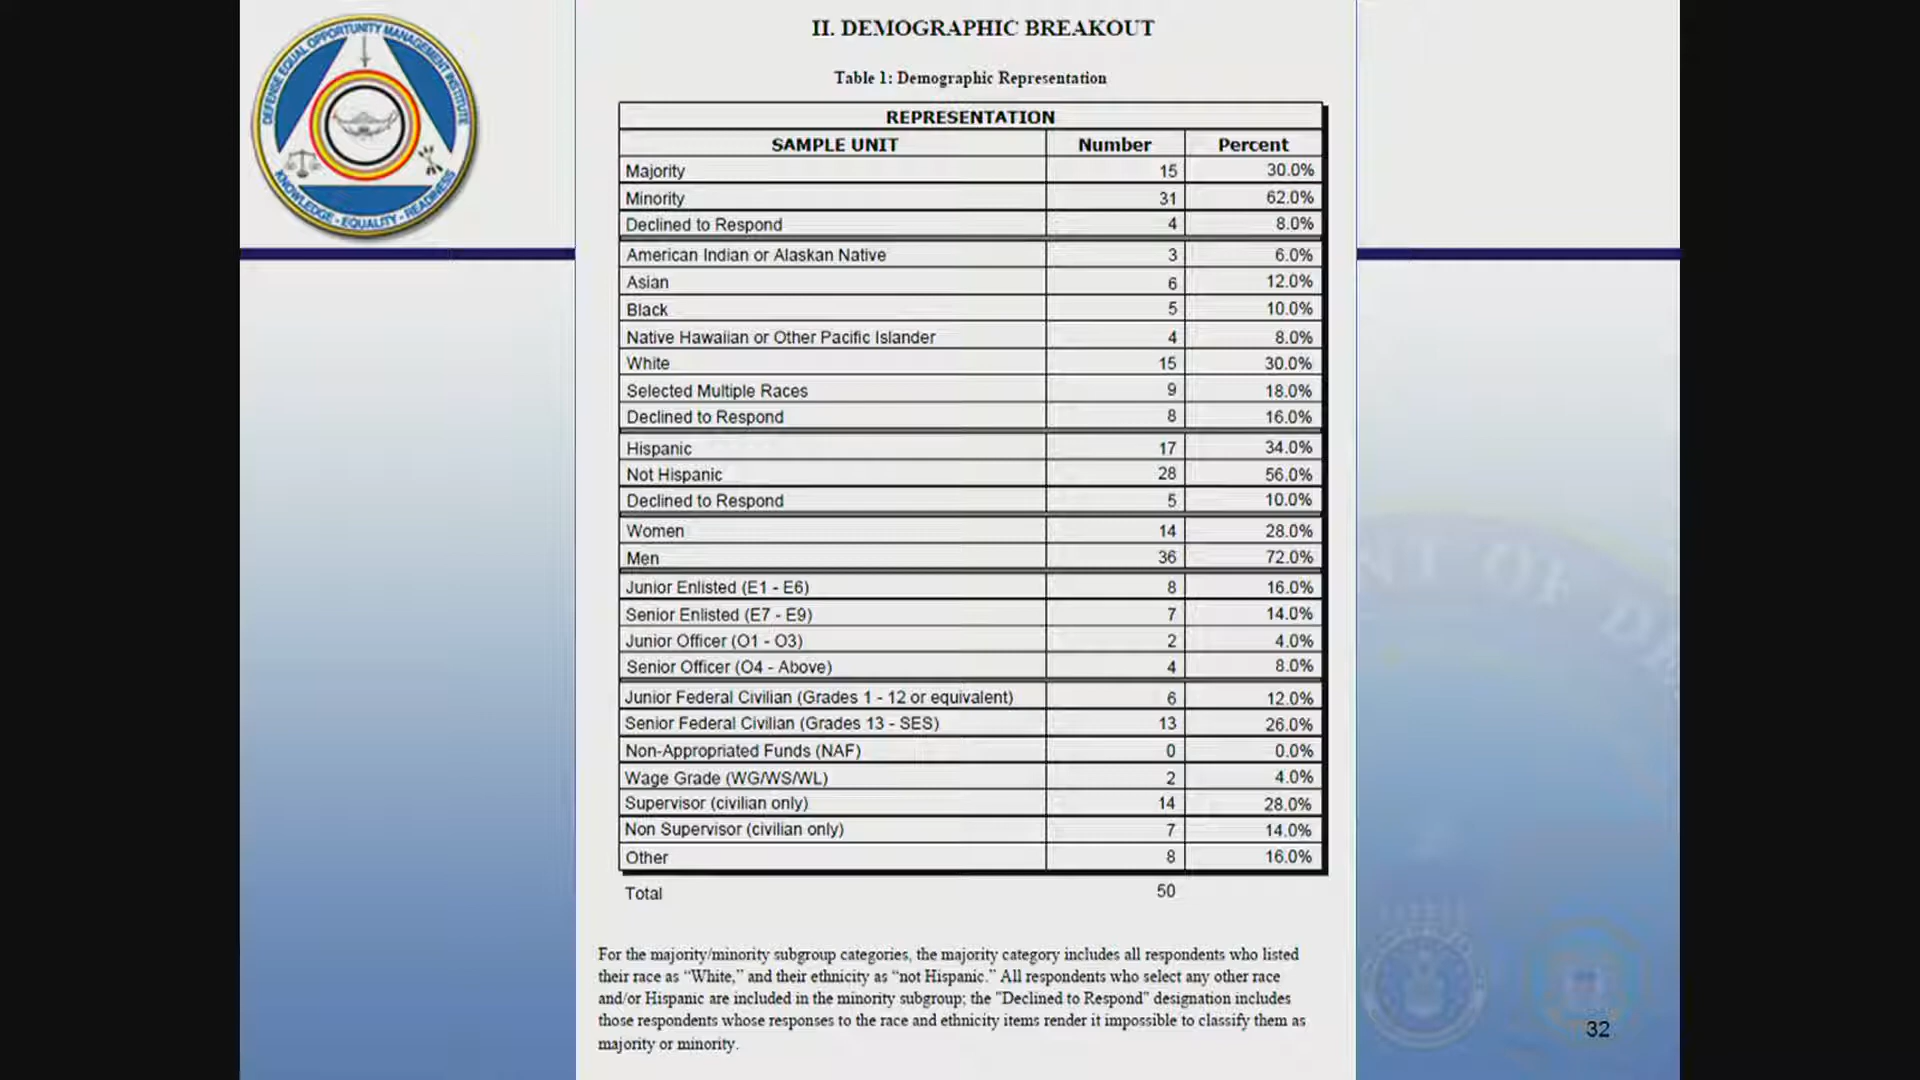 DEFENSE EQUAL OPPORTUNITY MANAGEMENT INSTITUTE
KNOWLEDGE - EQUALITY - READINESS
II. DEMOGRAPHIC BREAKOUT
Table 1: Demographic Representation
REPRESENTATION
SAMPLE UNIT Number Percent
Majority 15 30.0%
Minority 31 62.0%
Declined to Respond 4 8.0%
American Indian or Alaskan Native 3 6.0%
Asian 6 12.0%
Black 5 10.0%
Native Hawaiian or Other Pacific Islander 4 8.0%
White 15 30.0%
Selected Multiple Races 9 18.0%
Declined to Respond 8 16.0%
Hispanic 17 34.0%
Not Hispanic 28 56.0%
Declined to Respond 5 10.0%
Women 14 28.0%
Men 36 72.0%
Junior Enlisted (E1 - E6) 8 16.0%
Senior Enlisted (E7 - E9) 7 14.0%
Junior Officer (O1 - O3) 2 4.0%
Senior Officer (O4 - Above) 4 8.0%
Junior Federal Civilian (Grades 1 - 12 or equivalent) 6 12.0%
Senior Federal Civilian (Grades 13 - SES) 13 26.0%
Non-Appropriated Funds (NAF) 0 0.0%
Wage Grade (WG/WS/WL) 2 4.0%
Supervisor (civilian only) 14 28.0%
Non Supervisor (civilian only) 7 14.0%
Other 8 16.0%
Total 50
For the majority/minority subgroup categories, the majority category includes all respondents who listed
their race as “White,” and their ethnicity as “not Hispanic.” All respondents who select any other race
and/or Hispanic are included in the minority subgroup; the "Declined to Respond" designation includes
those respondents whose responses to the race and ethnicity items render it impossible to classify them as
majority or minority.
OF
32